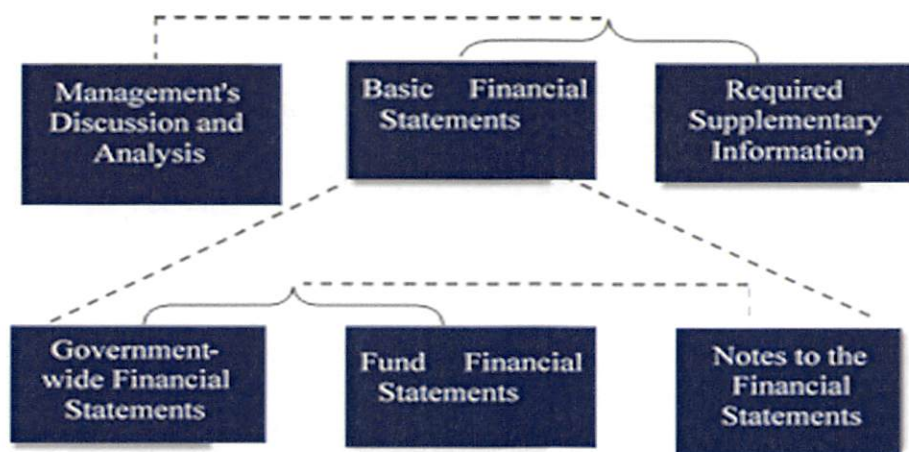 Management's
Discussion and
Analysis
Basic Financial
Statements
Required
Supplementary
Information
Government-
wide Financial
Statements
Fund Financial
Statements
Notes to the
Financial
Statements